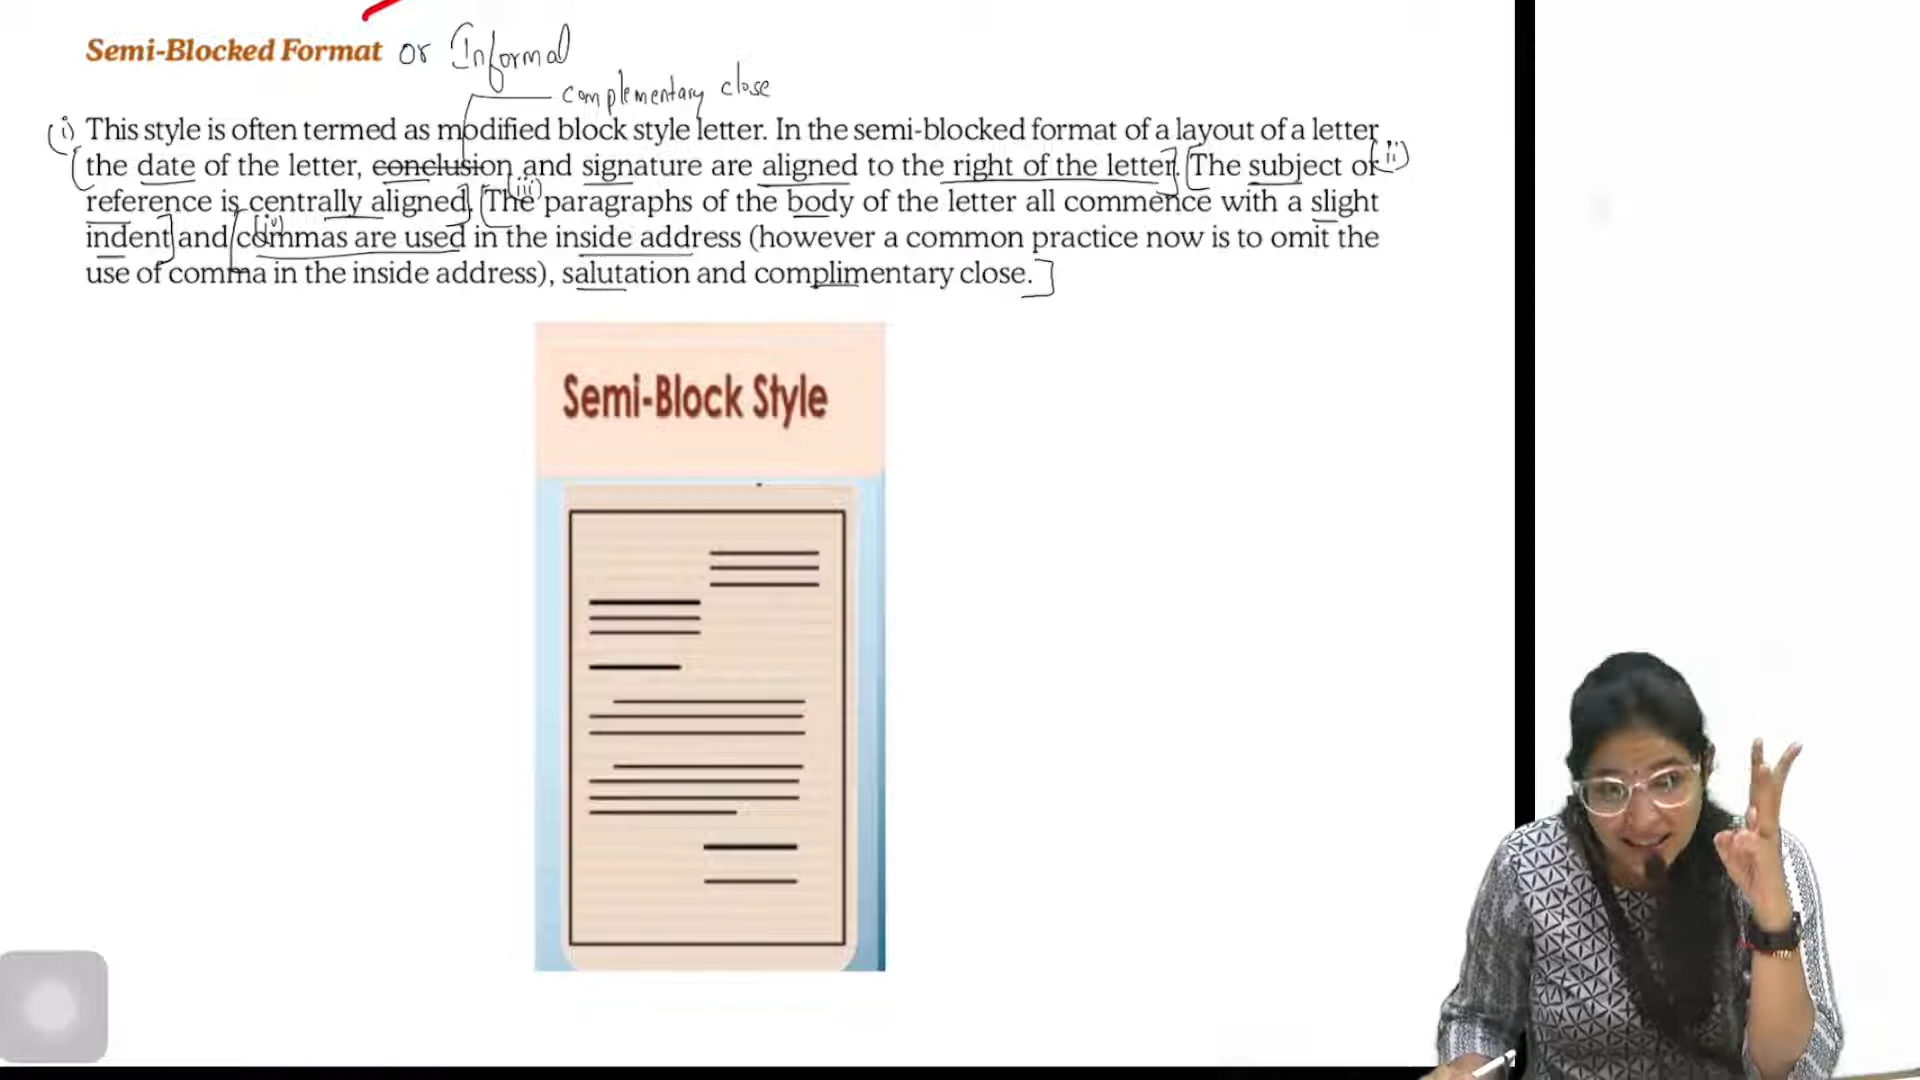 Semi-Blocked Format or Informal
complementary close
(i) This style is often termed as modified block style letter. In the semi-blocked format of a layout of a letter
the date of the letter, conclusion and signature are aligned to the right of the letter. The subject or (ii)
reference is centrally aligned. (iii) The paragraphs of the body of the letter all commence with a slight
indent and (iv) commas are used in the inside address (however a common practice now is to omit the
use of comma in the inside address), salutation and complimentary close.
Semi-Block Style